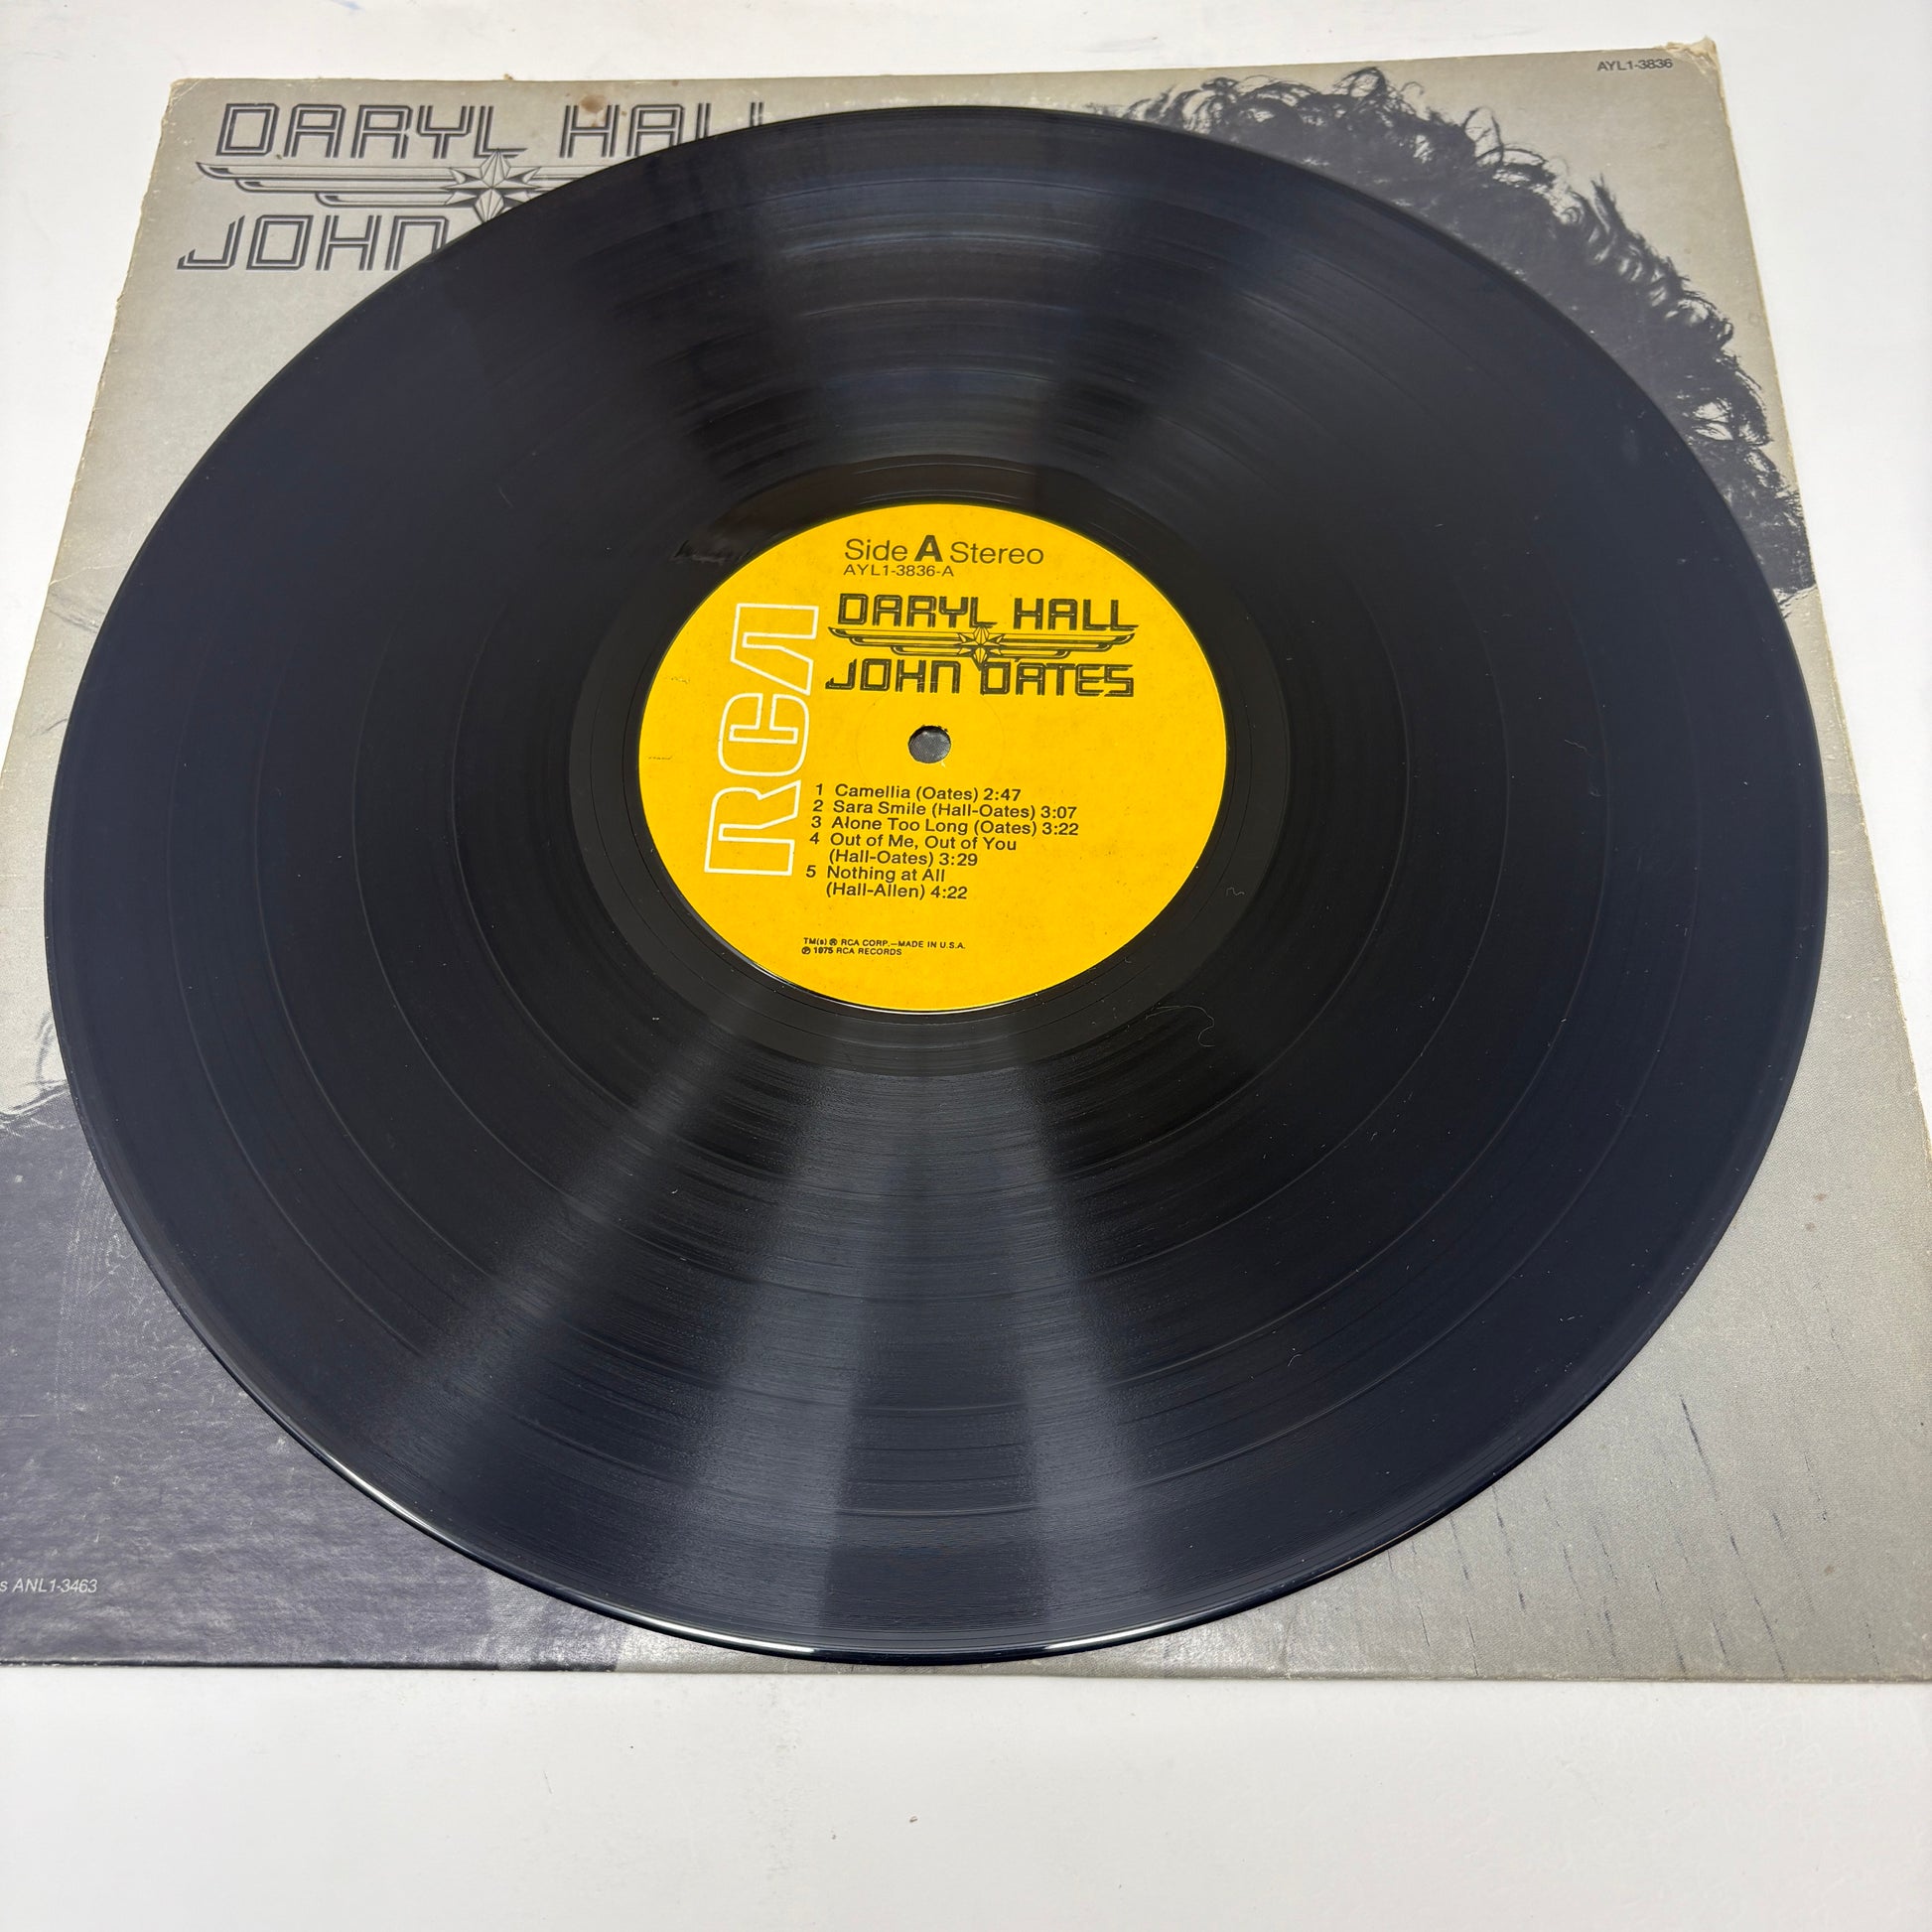 AYL1-3836
DARYL HALL
JOHN
Side A Stereo
AYL1-3836-A
DARYL HALL
JOHN OATES
RCA
1 Camellia (Oates) 2:47
2 Sara Smile (Hall-Oates) 3:07
3 Alone Too Long (Oates) 3:22
4 Out of Me, Out of You
(Hall-Oates) 3:29
5 Nothing at All
(Hall-Allen) 4:22
TM(s) ® RCA CORP.—MADE IN U.S.A.
℗ 1975 RCA RECORDS
s ANL1-3463